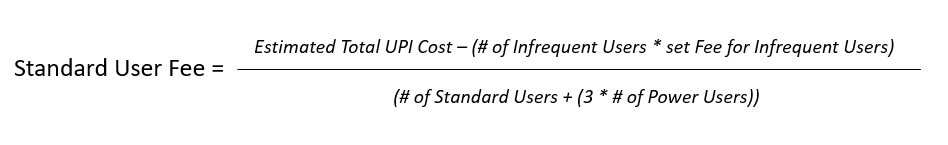 Estimated Total UPI Cost – (# of Infrequent Users * set Fee for Infrequent Users)
Standard User Fee =
(# of Standard Users + (3 * # of Power Users))